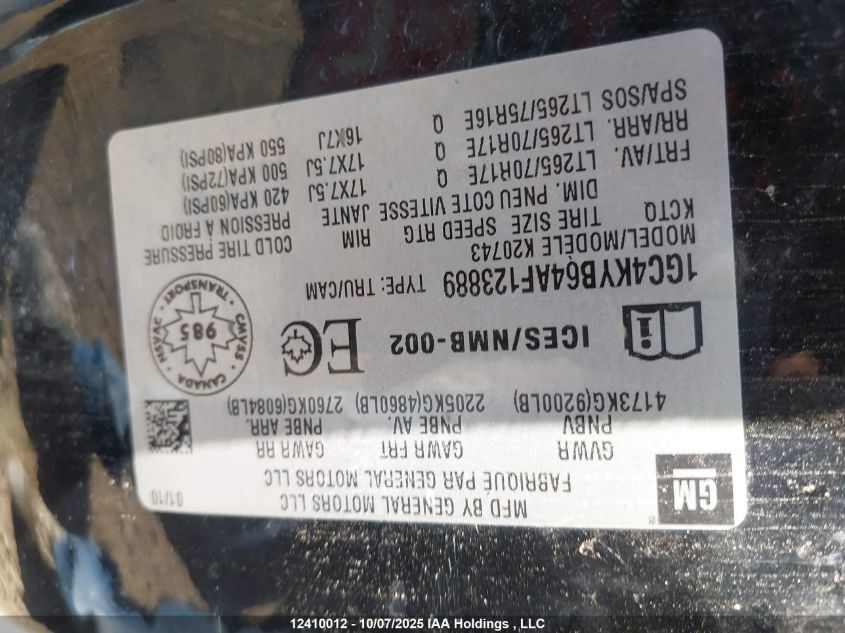 MFD BY GENERAL MOTORS LLC
FABRIQUE PAR GENERAL MOTORS LLC
01/10
GM
GVWR GAWR FRT GAWR RR
PNBV PNBE AV. PNBE ARR.
4173KG(9200LB) 2205KG(4860LB) 2760KG(6084LB)
ICES/NMB-002
EC
CANADA
CMVSS
NSVAC
985
TRANSPORT
1GC4KYB64AF123889 TYPE: TRU/CAM
MODEL/MODELE K20743
KCTQ TIRE SIZE SPEED RTG RIM COLD TIRE PRESSURE
DIM. PNEU COTE VITESSE JANTE PRESSION A FROID
FRT/AV. LT265/70R17E Q 17X7.5J 420 KPA(60PSI)
RR/ARR. LT265/70R17E Q 17X7.5J 500 KPA(72PSI)
SPA/SOS LT265/75R16E Q 16X7J 550 KPA(80PSI)
12410012 - 10/07/2025 IAA Holdings , LLC